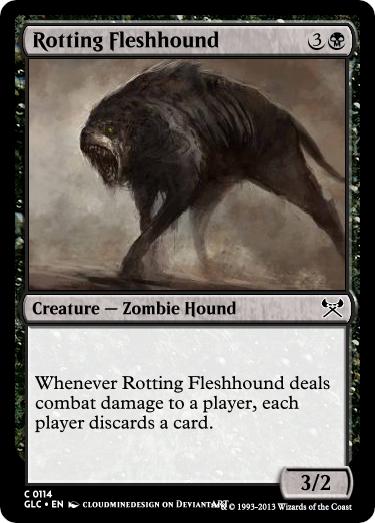 Rotting Fleshhound 3
Creature — Zombie Hound
Whenever Rotting Fleshhound deals
combat damage to a player, each
player discards a card.
3/2
C 0114
GLC • EN CLOUDMINEDESIGN ON DEVIANTART © 1993-2013 Wizards of the Coast